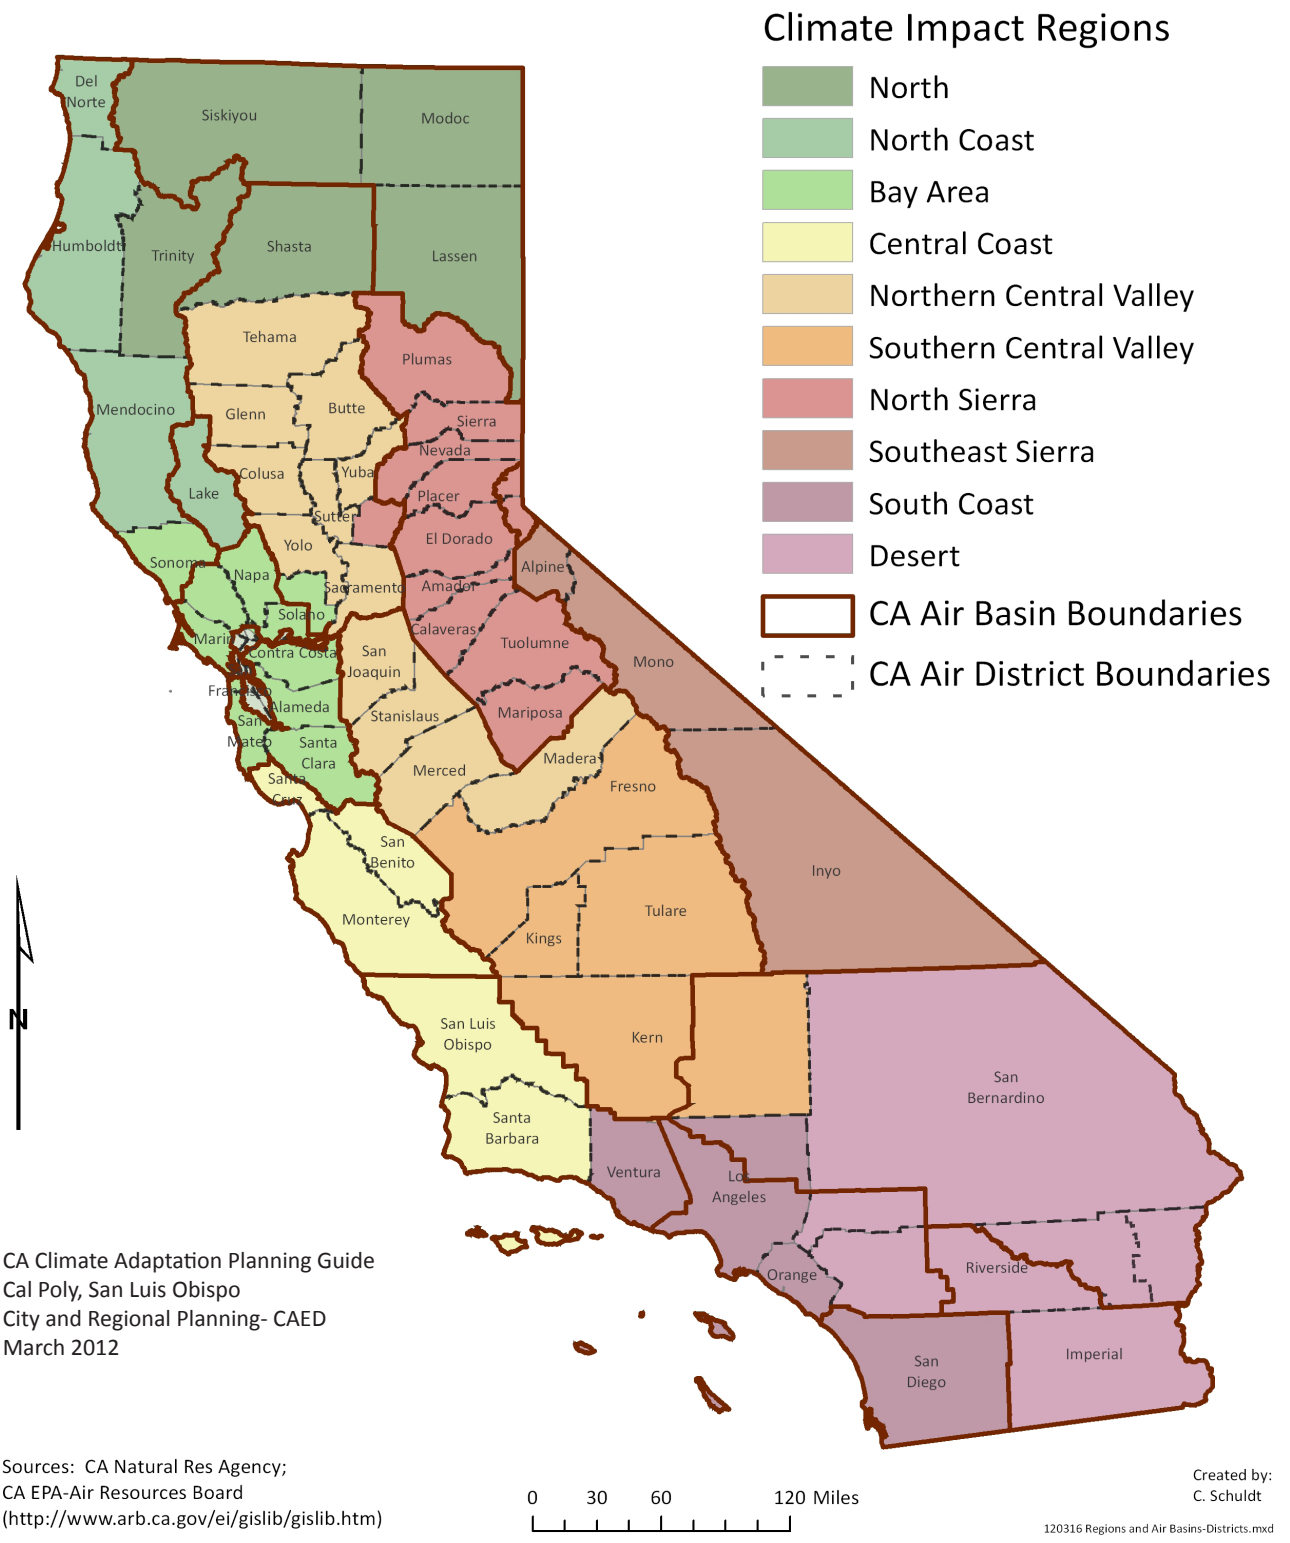 Climate Impact Regions
North
North Coast
Bay Area
Central Coast
Northern Central Valley
Southern Central Valley
North Sierra
Southeast Sierra
South Coast
Desert
CA Air Basin Boundaries
CA Air District Boundaries
Del
Norte
Siskiyou
Modoc
Humboldt
Trinity
Shasta
Lassen
Tehama
Plumas
Mendocino
Glenn
Butte
Sierra
Nevada
Colusa
Yuba
Lake
Placer
Sutter
El Dorado
Yolo
Sonoma
Napa
Alpine
Sacramento
Amador
Solano
Calaveras
Marin
Tuolumne
Contra Costa
San
Joaquin
Mono
Francisco
Alameda
Stanislaus
Mariposa
San
Mateo
Santa
Clara
Merced
Madera
Santa
Cruz
Fresno
San
Benito
Inyo
Monterey
Kings
Tulare
San Luis
Obispo
Kern
San
Bernardino
Santa
Barbara
Ventura
Los
Angeles
Orange
Riverside
San
Diego
Imperial
N
CA Climate Adaptation Planning Guide
Cal Poly, San Luis Obispo
City and Regional Planning- CAED
March 2012
Sources:  CA Natural Res Agency;
CA EPA-Air Resources Board
(http://www.arb.ca.gov/ei/gislib/gislib.htm)
0 30 60 120 Miles
Created by:
C. Schuldt
120316 Regions and Air Basins-Districts.mxd